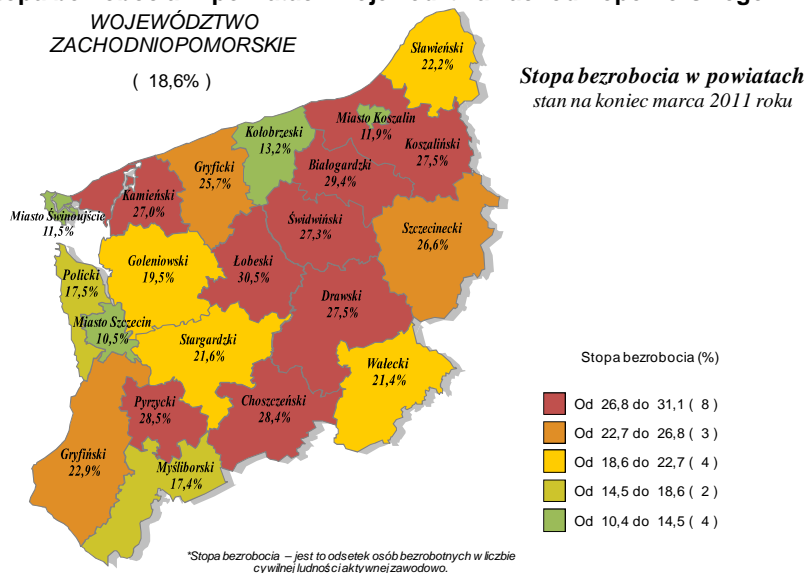 WOJEWÓDZTWO
ZACHODNIOPOMORSKIE
( 18,6% )
Stopa bezrobocia w powiatach
stan na koniec marca 2011 roku
Sławieński
22,2%
Miasto Koszalin
11,9%
Kołobrzeski
13,2%
Koszaliński
27,5%
Gryficki
25,7%
Białogardzki
29,4%
Kamieński
27,0%
Miasto Świnoujście
11,5%
Świdwiński
27,3%
Szczecinecki
26,6%
Goleniowski
19,5%
Łobeski
30,5%
Policki
17,5%
Drawski
27,5%
Miasto Szczecin
10,5%
Stargardzki
21,6%
Wałecki
21,4%
Pyrzycki
28,5%
Choszczeński
28,4%
Gryfiński
22,9%
Myśliborski
17,4%
Stopa bezrobocia (%)
Od 26,8 do 31,1 ( 8)
Od 22,7 do 26,8 ( 3)
Od 18,6 do 22,7 ( 4)
Od 14,5 do 18,6 ( 2)
Od 10,4 do 14,5 ( 4)
*Stopa bezrobocia – jest to odsetek osób bezrobotnych w liczbie
cywilnej ludności aktywnej zawodowo.